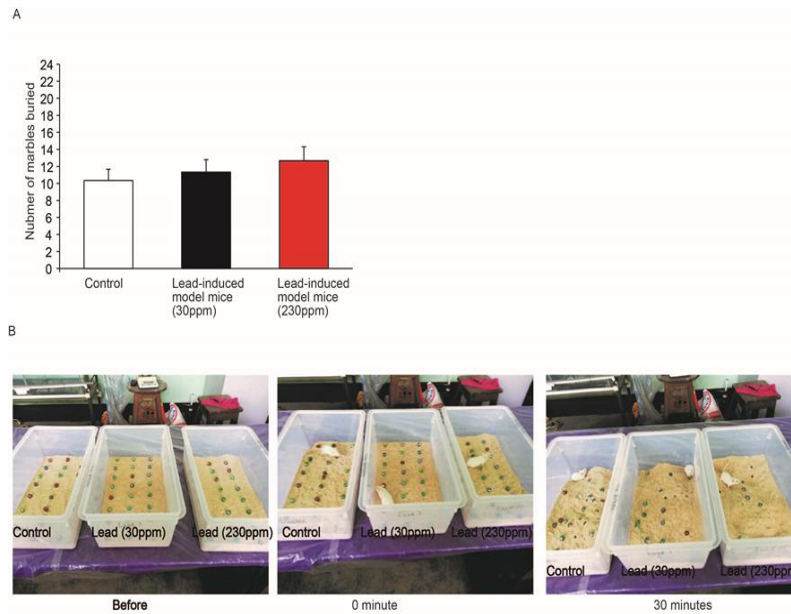 A
Nubmer of marbles buried
24
22
20
18
16
14
12
10
8
6
4
2
0
Control
Lead-induced
model mice
(30ppm)
Lead-induced
model mice
(230ppm)
B
Control
Lead (30ppm)
Lead (230ppm)
Before
Control
Lead (30ppm)
Lead (230ppm)
0 minute
Control
Lead (30ppm)
Lead (230ppm
30 minutes